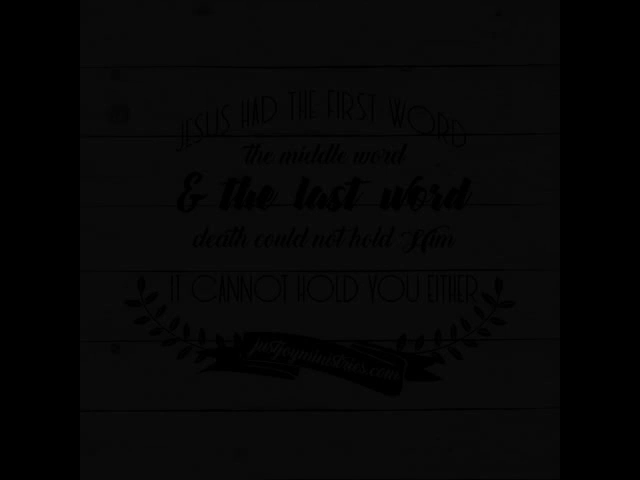 JESUS HAD THE FIRST WORD
the middle word
& the last word
death could not hold Him
IT CANNOT HOLD YOU EITHER
justjoyministries.com